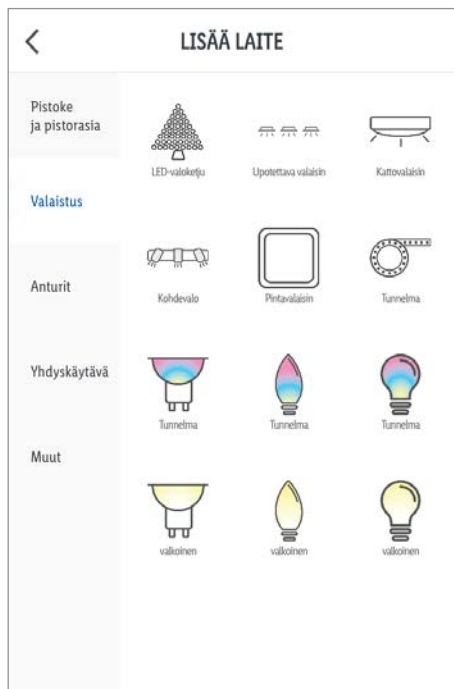 LISÄÄ LAITE
Pistoke
ja pistorasia
Valaistus
Anturit
Yhdyskäytävä
Muut
LED-valoketju
Upotettava valaisin
Kattovalaisin
Kohdevalo
Pintavalaisin
Tunnelma
Tunnelma
Tunnelma
Tunnelma
valkoinen
valkoinen
valkoinen